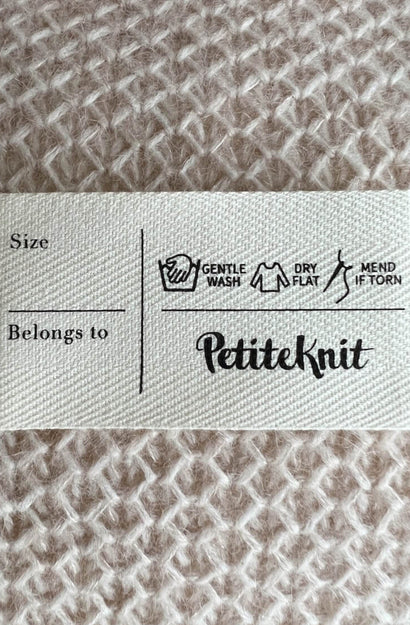 Size
GENTLE
WASH
DRY
FLAT
MEND
IF TORN
Belongs to
PetiteKnit